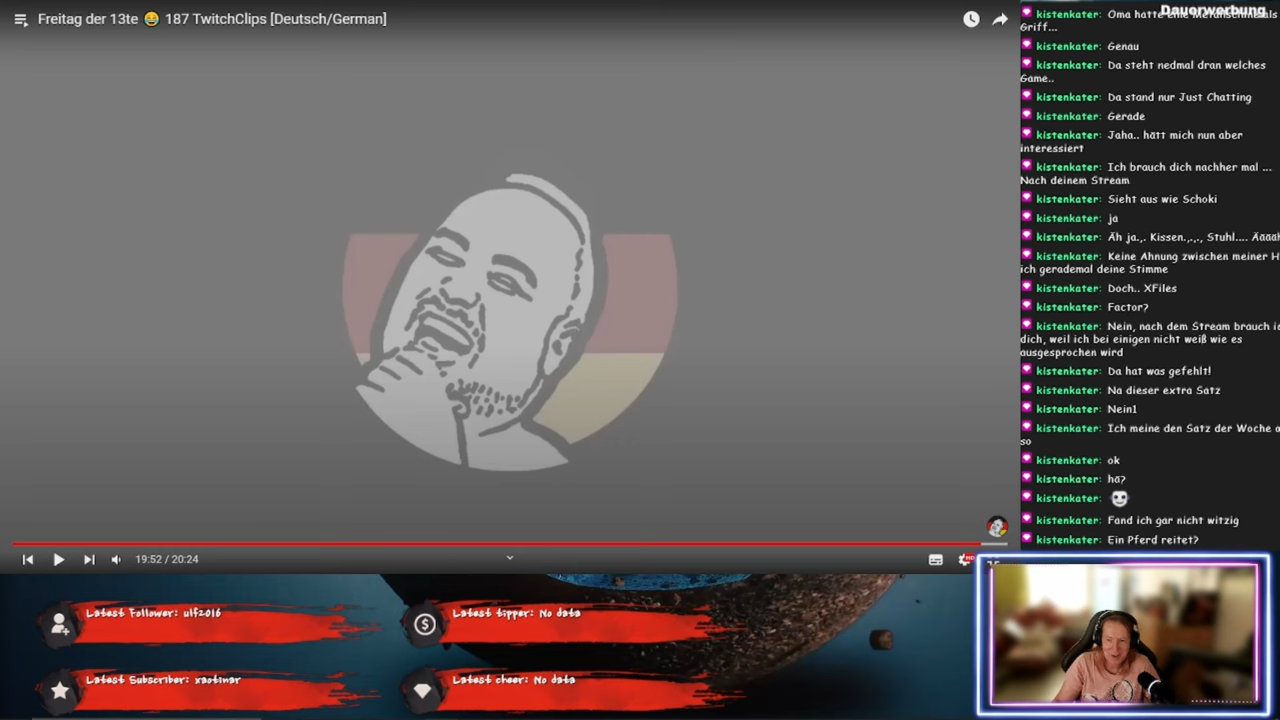 Freitag der 13te 😂 187 TwitchClips [Deutsch/German]
19:52 / 20:24
Dauerwerbung
kistenkater: Oma hatte eine als
Griff...
kistenkater: Genau
kistenkater: Da steht nedmal dran welches
Game..
kistenkater: Da stand nur Just Chatting
kistenkater: Gerade
kistenkater: Jaha.. hätt mich nun aber
interessiert
kistenkater: Ich brauch dich nachher mal ...
Nach deinem Stream
kistenkater: Sieht aus wie Schoki
kistenkater: ja
kistenkater: Äh ja.,. Kissen.,.,., Stuhl....
kistenkater: Keine Ahnung zwischen meiner H
ich gerademal deine Stimme
kistenkater: Doch.. XFiles
kistenkater: Factor?
kistenkater: Nein, nach dem Stream brauch
dich, weil ich bei einigen nicht weiß wie es
ausgesprochen wird
kistenkater: Da hat was gefehlt!
kistenkater: Na dieser extra Satz
kistenkater: Nein1
kistenkater: Ich meine den Satz der Woche
so
kistenkater: ok
kistenkater: hä?
kistenkater:
kistenkater: Fand ich gar nicht witzig
kistenkater: Ein Pferd reitet?
Latest Follower: ulf2016
Latest tipper: No data
Latest Subscriber: xaotinar
Latest cheer: No data